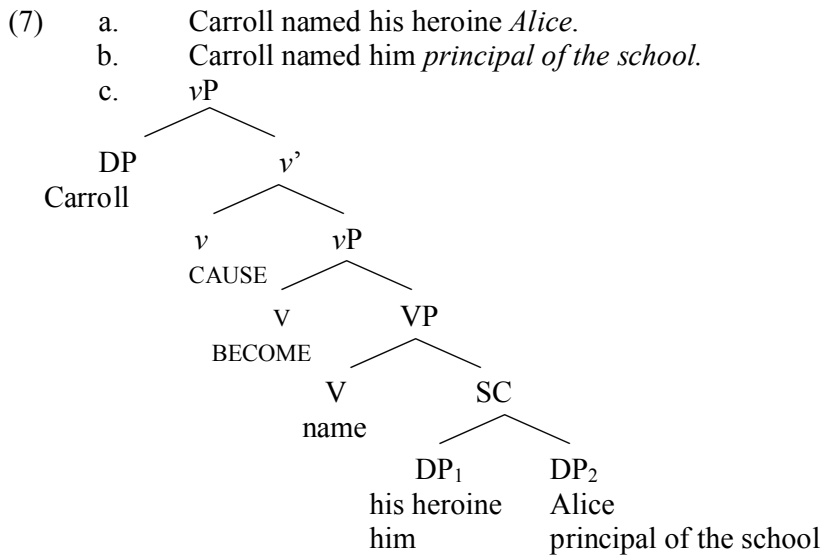 (7) a. Carroll named his heroine Alice.
b. Carroll named him principal of the school.
c. vP
DP v’
Carroll
v vP
CAUSE
V VP
BECOME
V SC
name
DP₁ DP₂
his heroine Alice
him principal of the school